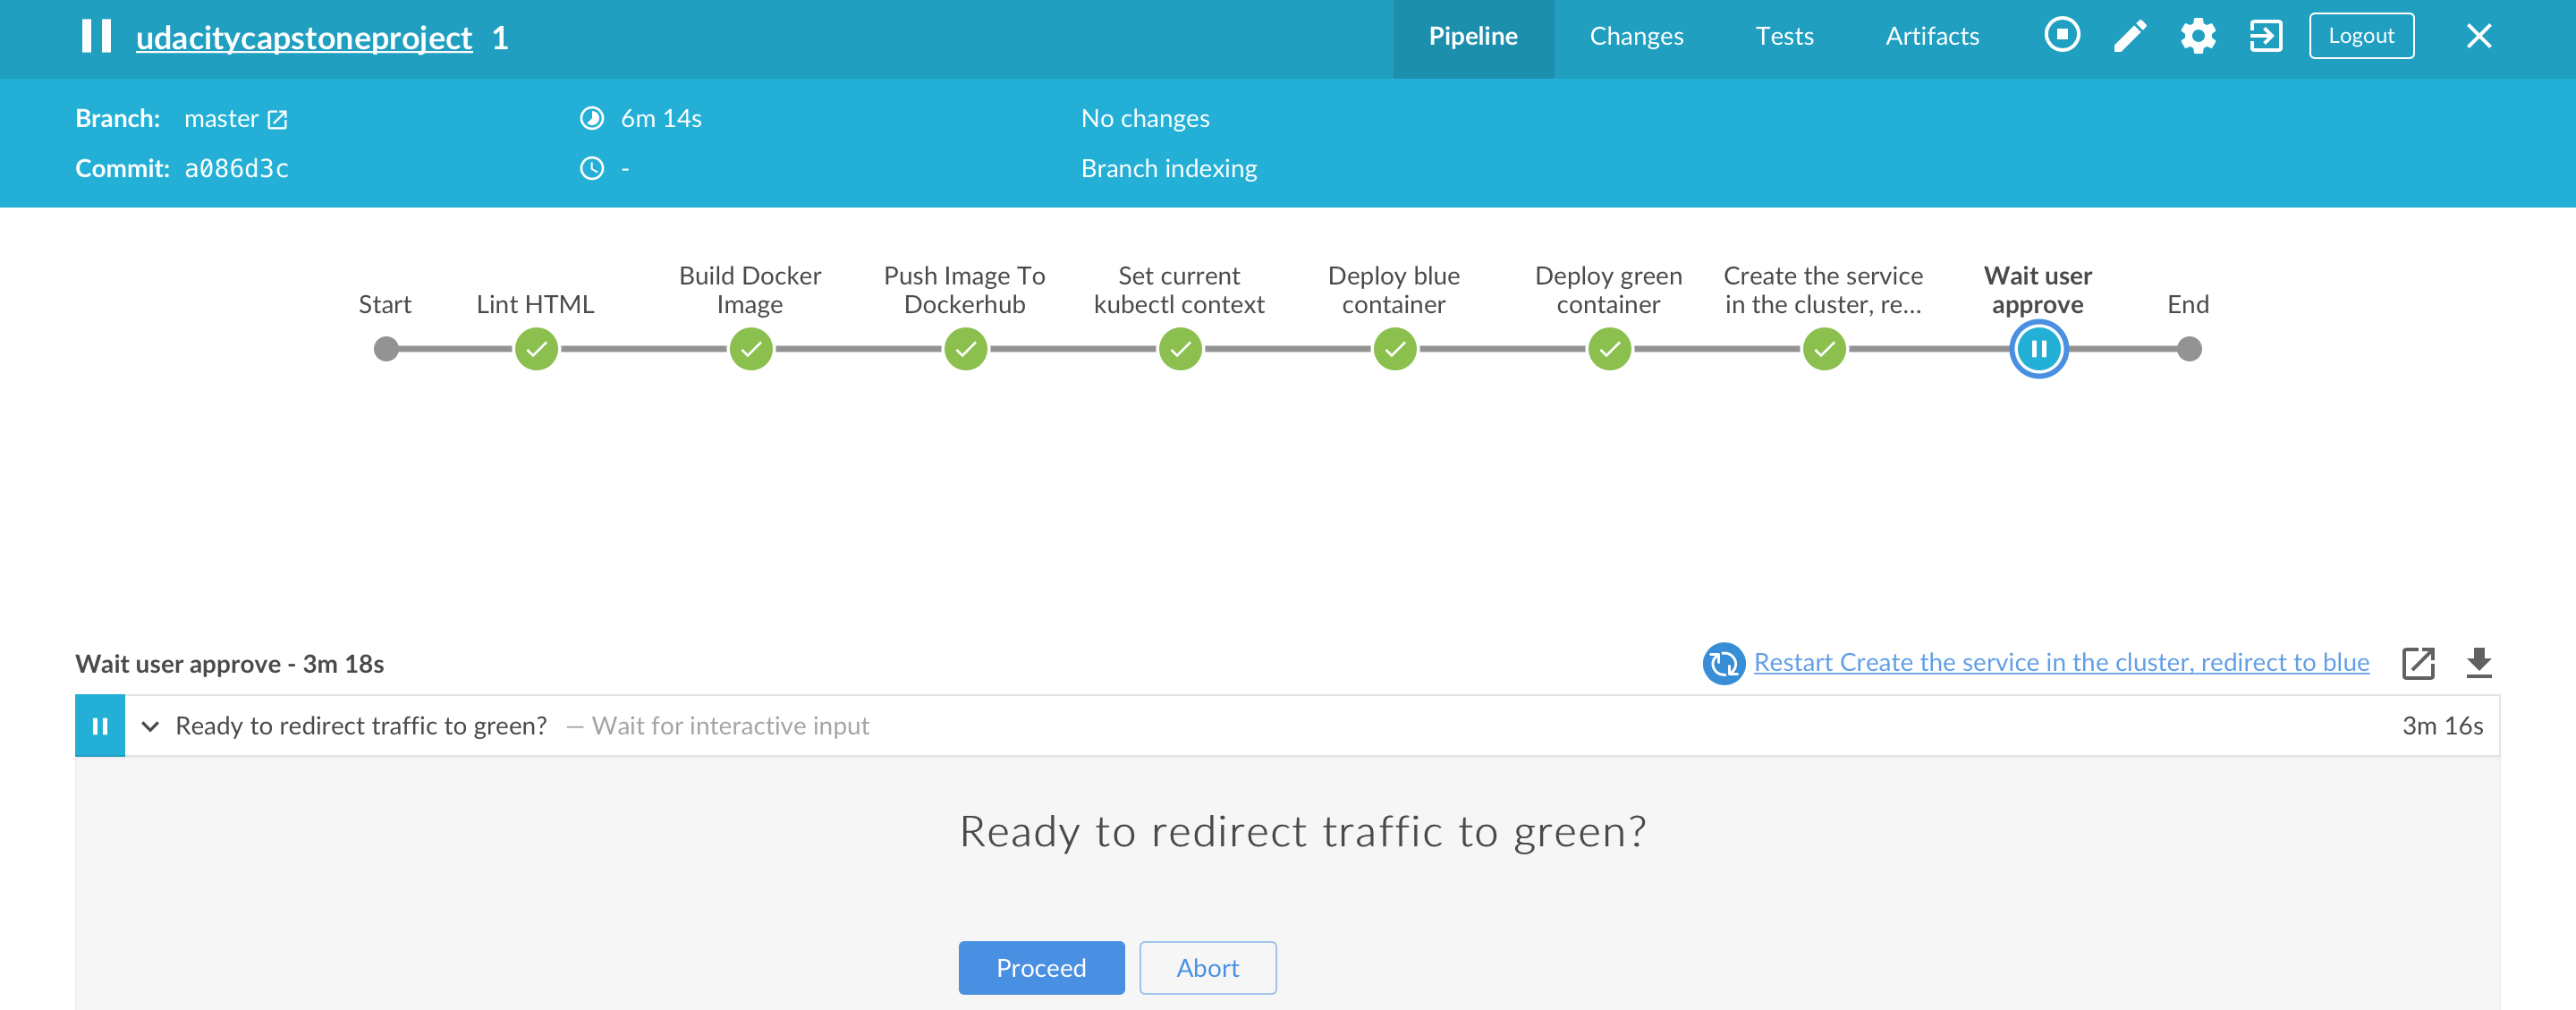 udacitycapstoneproject 1
Pipeline Changes Tests Artifacts Logout
Branch: master 6m 14s No changes
Commit: a086d3c - Branch indexing
Start
Lint HTML
Build Docker
Image
Push Image To
Dockerhub
Set current
kubectl context
Deploy blue
container
Deploy green
container
Create the service
in the cluster, re...
Wait user
approve
End
Wait user approve - 3m 18s
Restart Create the service in the cluster, redirect to blue
Ready to redirect traffic to green? — Wait for interactive input 3m 16s
Ready to redirect traffic to green?
Proceed Abort